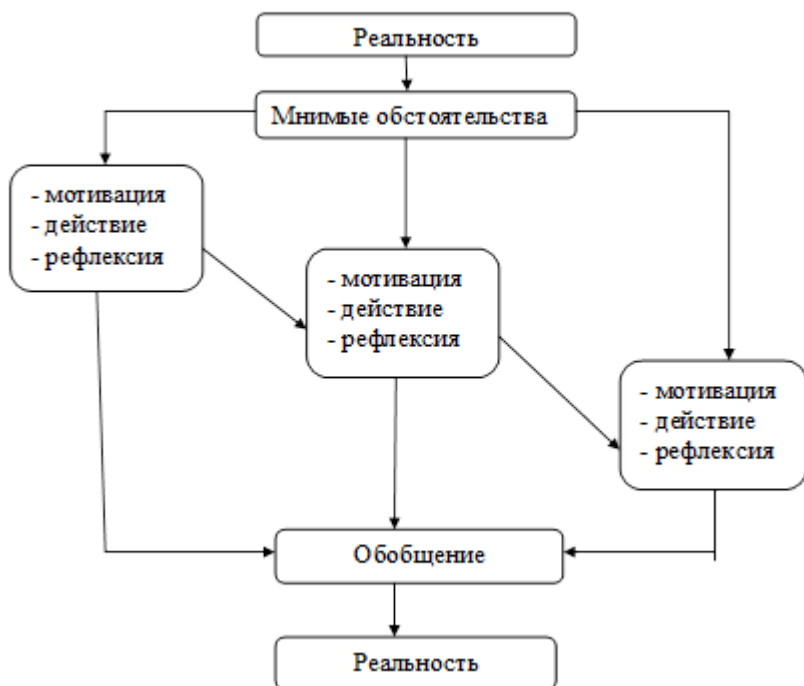 Реальность
Мнимые обстоятельства
- мотивация
- действие
- рефлексия
- мотивация
- действие
- рефлексия
- мотивация
- действие
- рефлексия
Обобщение
Реальность